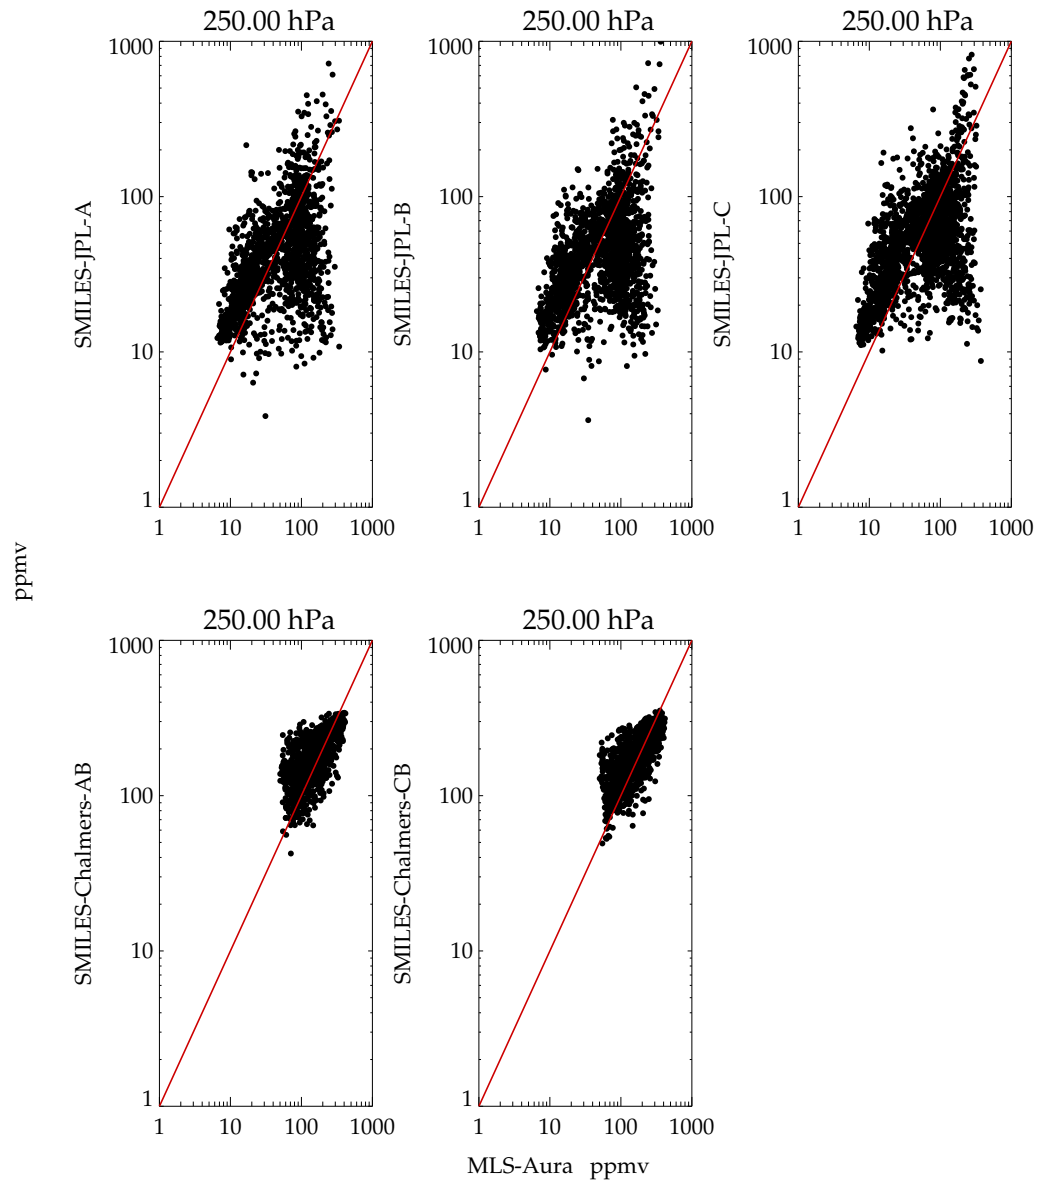 250.00 hPa 250.00 hPa 250.00 hPa
1000 1000 1000
100 100 100
10 10 10
1 1 1
SMILES-JPL-A SMILES-JPL-B SMILES-JPL-C
1 10 100 1000 1 10 100 1000 1 10 100 1000
ppmv
250.00 hPa 250.00 hPa
1000 1000
100 100
10 10
1 1
SMILES-Chalmers-AB SMILES-Chalmers-CB
1 10 100 1000 1 10 100 1000
MLS-Aura ppmv